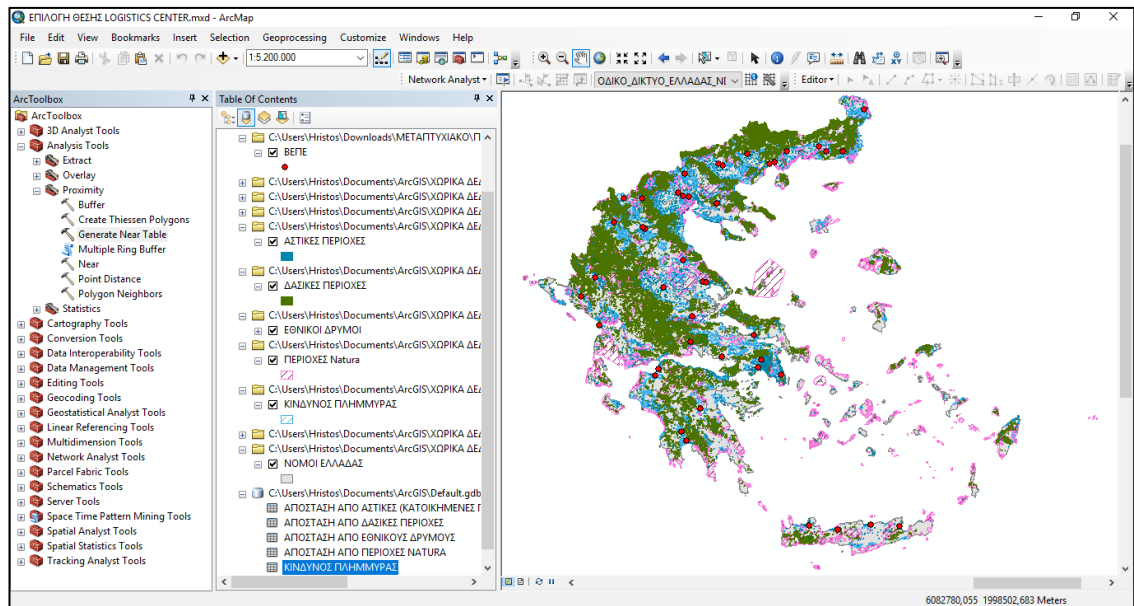 ΕΠΙΛΟΓΗ ΘΕΣΗΣ LOGISTICS CENTER.mxd - ArcMap
File Edit View Bookmarks Insert Selection Geoprocessing Customize Windows Help
1:5.200.000
Network Analyst ΟΔΙΚΟ_ΔΙΚΤΥΟ_ΕΛΛΑΔΑΣ_ΝΙ Editor
ArcToolbox
ArcToolbox
3D Analyst Tools
Analysis Tools
Extract
Overlay
Proximity
Buffer
Create Thiessen Polygons
Generate Near Table
Multiple Ring Buffer
Near
Point Distance
Polygon Neighbors
Statistics
Cartography Tools
Conversion Tools
Data Interoperability Tools
Data Management Tools
Editing Tools
Geocoding Tools
Geostatistical Analyst Tools
Linear Referencing Tools
Multidimension Tools
Network Analyst Tools
Parcel Fabric Tools
Schematics Tools
Server Tools
Space Time Pattern Mining Tools
Spatial Analyst Tools
Spatial Statistics Tools
Tracking Analyst Tools
Table Of Contents
C:\Users\Hristos\Downloads\ΜΕΤΑΠΤΥΧΙΑΚΟ\Π
ΒΕΠΕ
C:\Users\Hristos\Documents\ArcGIS\ΧΩΡΙΚΑ ΔΕΔ
C:\Users\Hristos\Documents\ArcGIS\ΧΩΡΙΚΑ ΔΕΔ
C:\Users\Hristos\Documents\ArcGIS\ΧΩΡΙΚΑ ΔΕΔ
C:\Users\Hristos\Documents\ArcGIS\ΧΩΡΙΚΑ ΔΕΔ
ΑΣΤΙΚΕΣ ΠΕΡΙΟΧΕΣ
C:\Users\Hristos\Documents\ArcGIS\ΧΩΡΙΚΑ ΔΕΔ
ΔΑΣΙΚΕΣ ΠΕΡΙΟΧΕΣ
C:\Users\Hristos\Documents\ArcGIS\ΧΩΡΙΚΑ ΔΕΔ
ΕΘΝΙΚΟΙ ΔΡΥΜΟΙ
C:\Users\Hristos\Documents\ArcGIS\ΧΩΡΙΚΑ ΔΕΔ
ΠΕΡΙΟΧΕΣ Natura
C:\Users\Hristos\Documents\ArcGIS\ΧΩΡΙΚΑ ΔΕΔ
ΚΙΝΔΥΝΟΣ ΠΛΗΜΜΥΡΑΣ
C:\Users\Hristos\Documents\ArcGIS\ΧΩΡΙΚΑ ΔΕΔ
C:\Users\Hristos\Documents\ArcGIS\ΧΩΡΙΚΑ ΔΕΔ
ΝΟΜΟΙ ΕΛΛΑΔΑΣ
C:\Users\Hristos\Documents\ArcGIS\Default.gdb
ΑΠΟΣΤΑΣΗ ΑΠΟ ΑΣΤΙΚΕΣ (ΚΑΤΟΙΚΗΜΕΝΕΣ Π
ΑΠΟΣΤΑΣΗ ΑΠΟ ΔΑΣΙΚΕΣ ΠΕΡΙΟΧΕΣ
ΑΠΟΣΤΑΣΗ ΑΠΟ ΕΘΝΙΚΟΥΣ ΔΡΥΜΟΥΣ
ΑΠΟΣΤΑΣΗ ΑΠΟ ΠΕΡΙΟΧΕΣ NATURA
ΚΙΝΔΥΝΟΣ ΠΛΗΜΜΥΡΑΣ
6082780,055 1998502,683 Meters